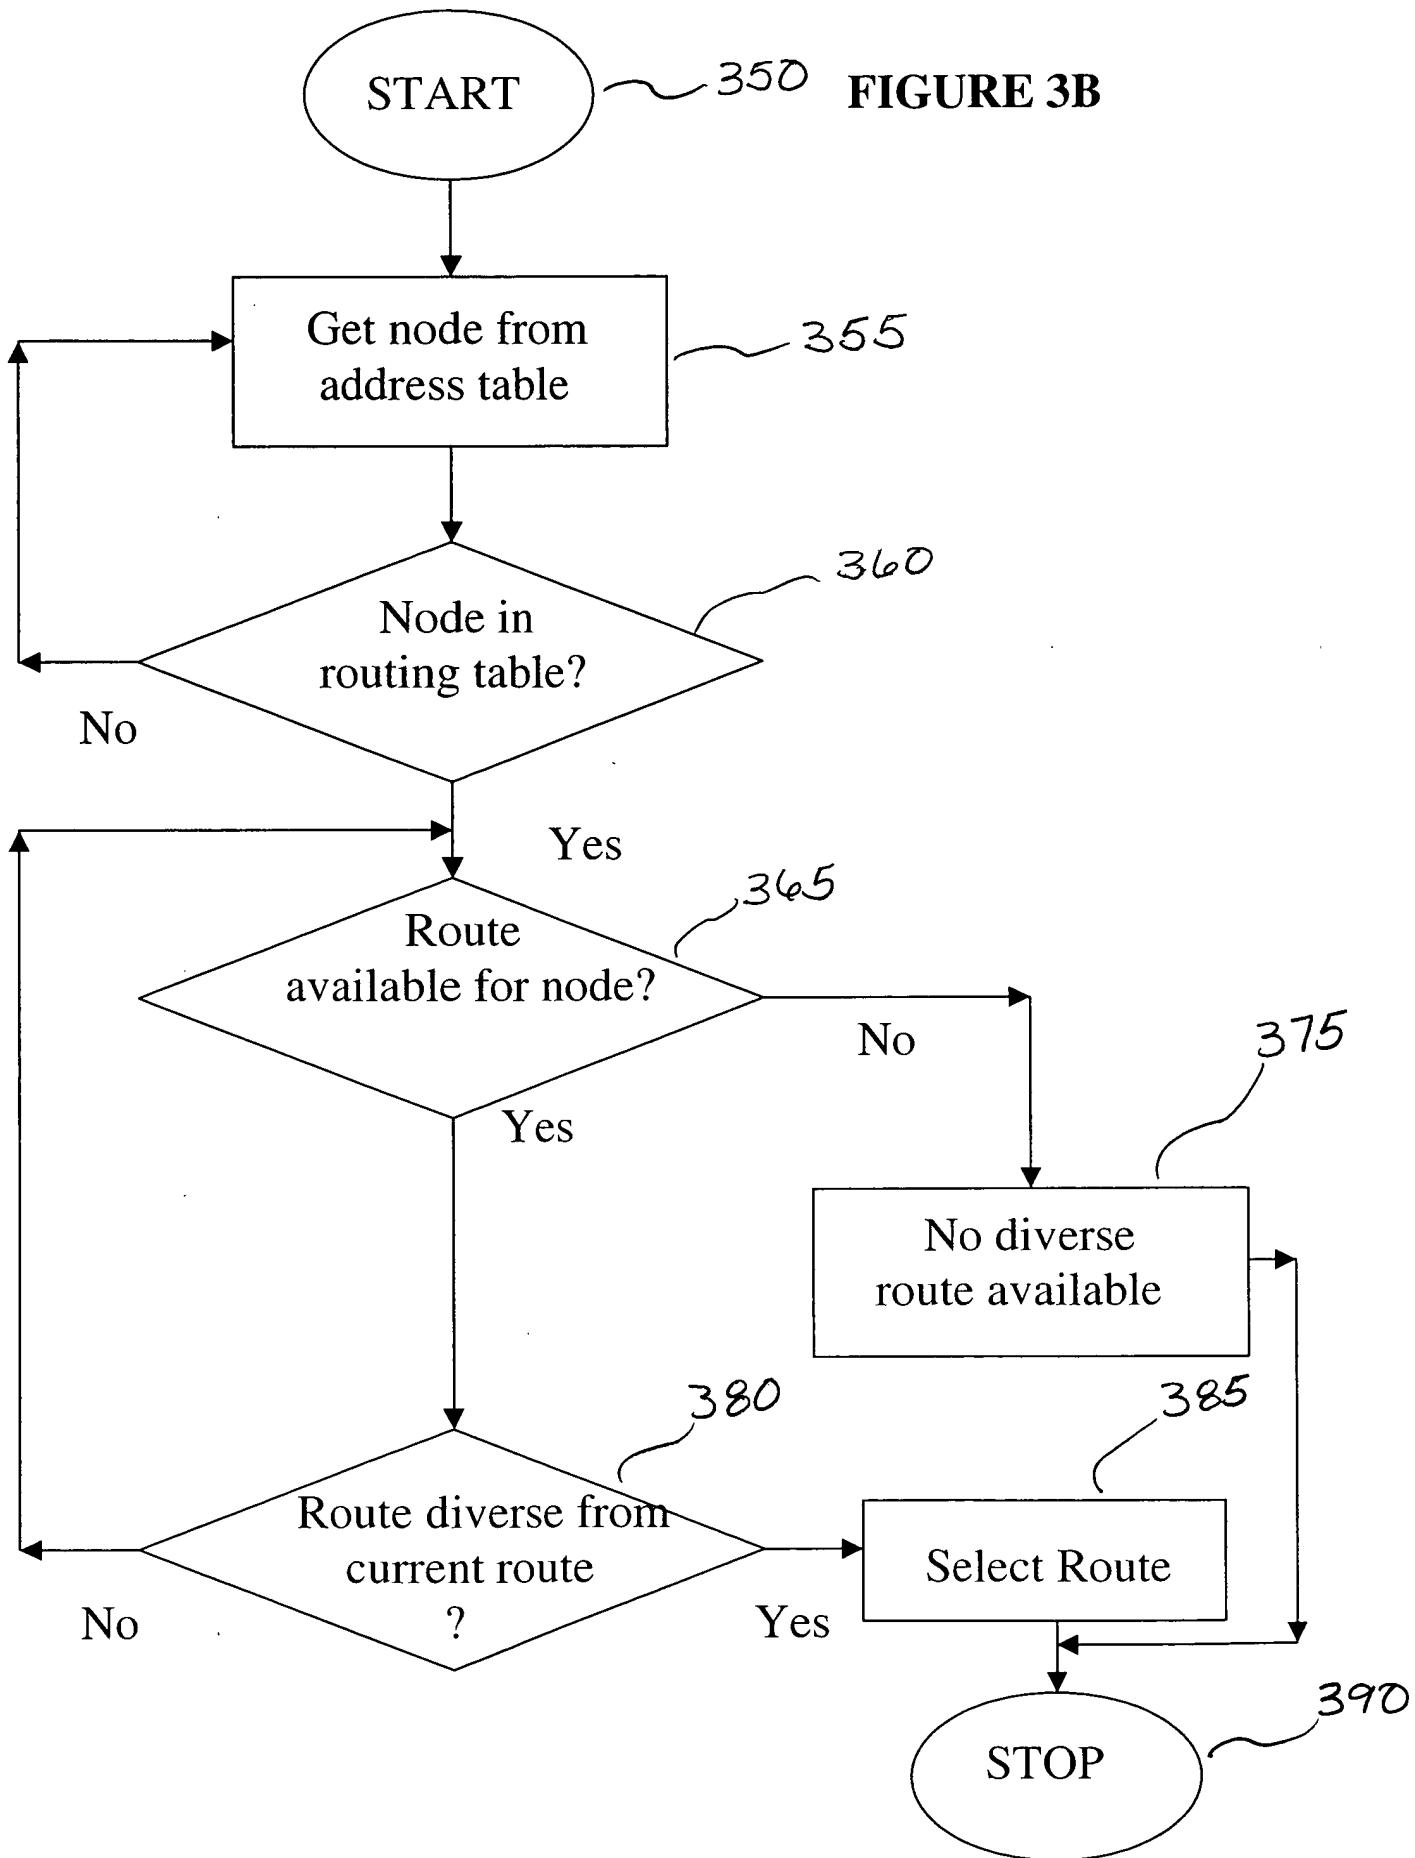 START
350
FIGURE 3B
Get node from
address table
355
360
Node in
routing table?
No
Yes
365
Route
available for node?
No
375
Yes
No diverse
route available
380
385
Route diverse from
current route
?
Select Route
No
Yes
390
STOP